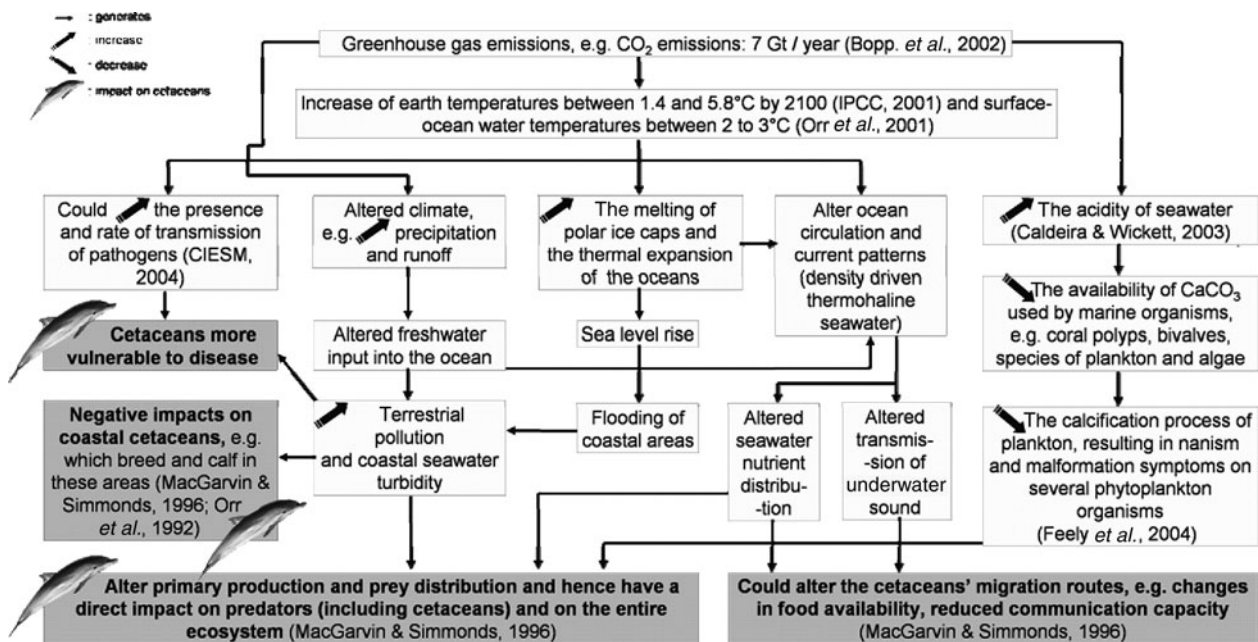 : generates
: increase
: decrease
: impact on cetaceans
Greenhouse gas emissions, e.g. CO₂ emissions: 7 Gt / year (Bopp. et al., 2002)
Increase of earth temperatures between 1.4 and 5.8°C by 2100 (IPCC, 2001) and surface-
ocean water temperatures between 2 to 3°C (Orr et al., 2001)
Could the presence
and rate of transmission
of pathogens (CIESM,
2004)
Altered climate,
e.g. precipitation
and runoff
The melting of
polar ice caps and
the thermal expansion
of the oceans
Alter ocean
circulation and
current patterns
(density driven
thermohaline
seawater)
The acidity of seawater
(Caldeira & Wickett, 2003)
Cetaceans more
vulnerable to disease
Altered freshwater
input into the ocean
Sea level rise
The availability of CaCO₃
used by marine organisms,
e.g. coral polyps, bivalves,
species of plankton and algae
Negative impacts on
coastal cetaceans, e.g.
which breed and calf in
these areas (MacGarvin &
Simmonds, 1996; Orr
et al., 1992)
Terrestrial
pollution
and coastal seawater
turbidity
Flooding of
coastal areas
Altered
seawater
nutrient
distribu-
-tion
Altered
transmis-
-sion of
underwater
sound
The calcification process of
plankton, resulting in nanism
and malformation symptoms on
several phytoplankton
organisms
(Feely et al., 2004)
Alter primary production and prey distribution and hence have a
direct impact on predators (including cetaceans) and on the entire
ecosystem (MacGarvin & Simmonds, 1996)
Could alter the cetaceans' migration routes, e.g. changes
in food availability, reduced communication capacity
(MacGarvin & Simmonds, 1996)